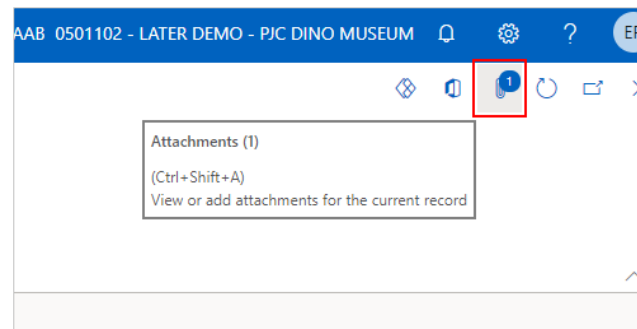 AAB 0501102 - LATER DEMO - PJC DINO MUSEUM ? EF
1
Attachments (1)
(Ctrl+Shift+A)
View or add attachments for the current record